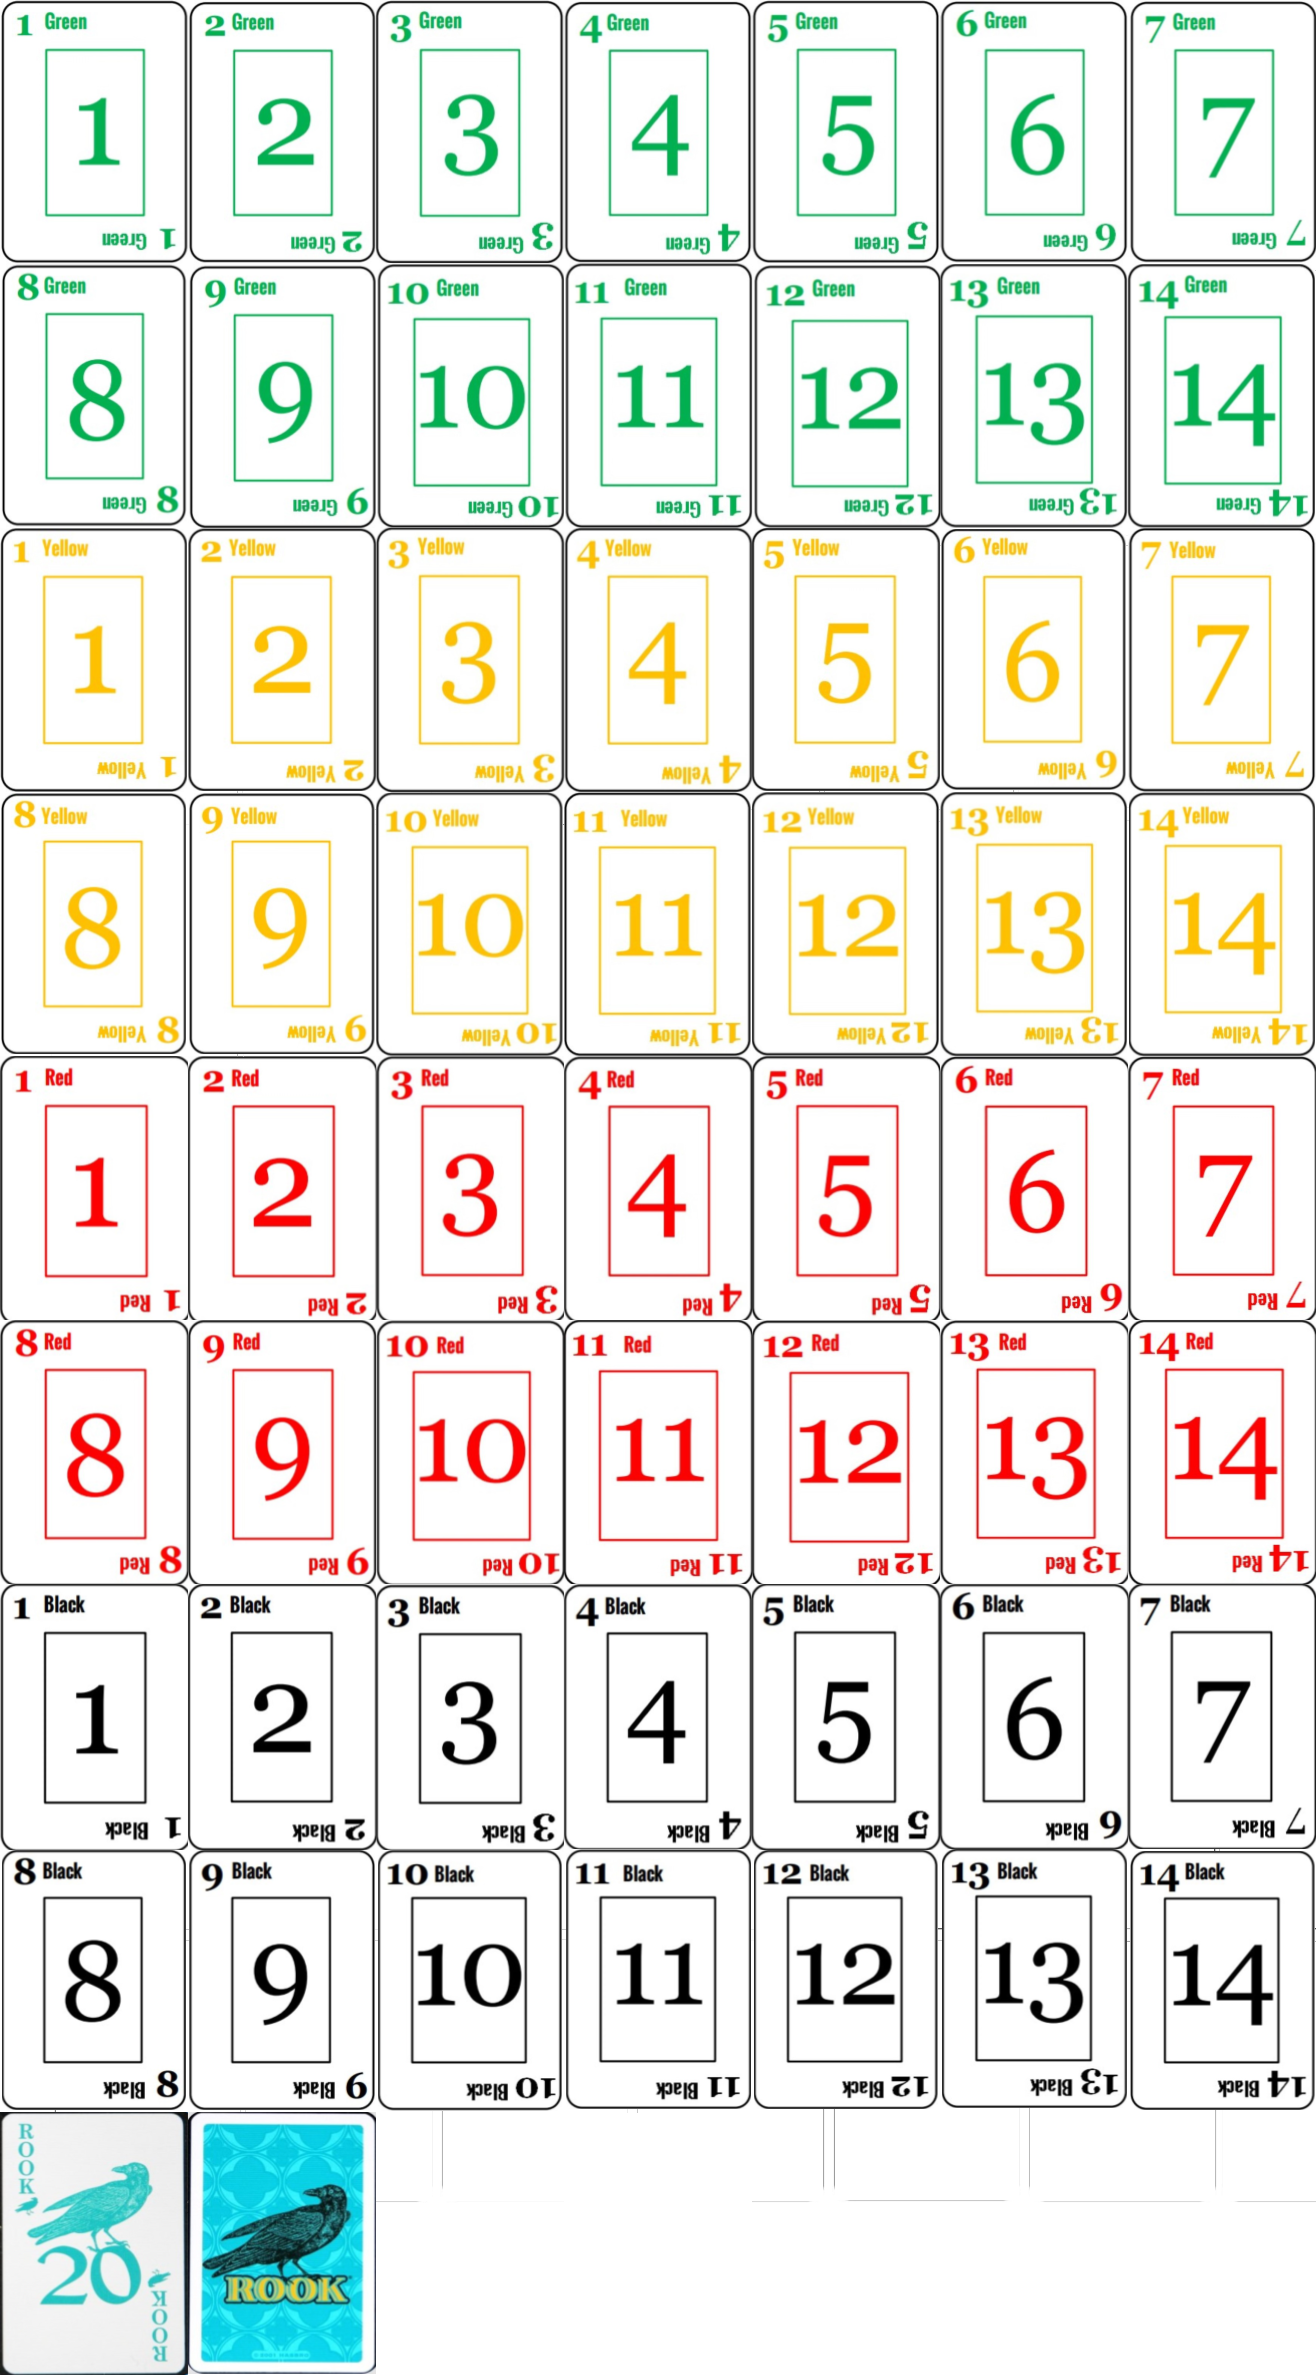 1 Green
1
1 Green
2 Green
2
2 Green
3 Green
3
3 Green
4 Green
4
4 Green
5 Green
5
5 Green
6 Green
6
6 Green
7 Green
7
7 Green
8 Green
8
8 Green
9 Green
9
9 Green
10 Green
10
10 Green
11 Green
11
11 Green
12 Green
12
12 Green
13 Green
13
13 Green
14 Green
14
14 Green
1 Yellow
1
1 Yellow
2 Yellow
2
2 Yellow
3 Yellow
3
3 Yellow
4 Yellow
4
4 Yellow
5 Yellow
5
5 Yellow
6 Yellow
6
6 Yellow
7 Yellow
7
7 Yellow
8 Yellow
8
8 Yellow
9 Yellow
9
9 Yellow
10 Yellow
10
10 Yellow
11 Yellow
11
11 Yellow
12 Yellow
12
12 Yellow
13 Yellow
13
13 Yellow
14 Yellow
14
14 Yellow
1 Red
1
1 Red
2 Red
2
2 Red
3 Red
3
3 Red
4 Red
4
4 Red
5 Red
5
5 Red
6 Red
6
6 Red
7 Red
7
7 Red
8 Red
8
8 Red
9 Red
9
9 Red
10 Red
10
10 Red
11 Red
11
11 Red
12 Red
12
12 Red
13 Red
13
13 Red
14 Red
14
14 Red
1 Black
1
1 Black
2 Black
2
2 Black
3 Black
3
3 Black
4 Black
4
4 Black
5 Black
5
5 Black
6 Black
6
6 Black
7 Black
7
7 Black
8 Black
8
8 Black
9 Black
9
9 Black
10 Black
10
10 Black
11 Black
11
11 Black
12 Black
12
12 Black
13 Black
13
13 Black
14 Black
14
14 Black
ROOK
20
ROOK
ROOK